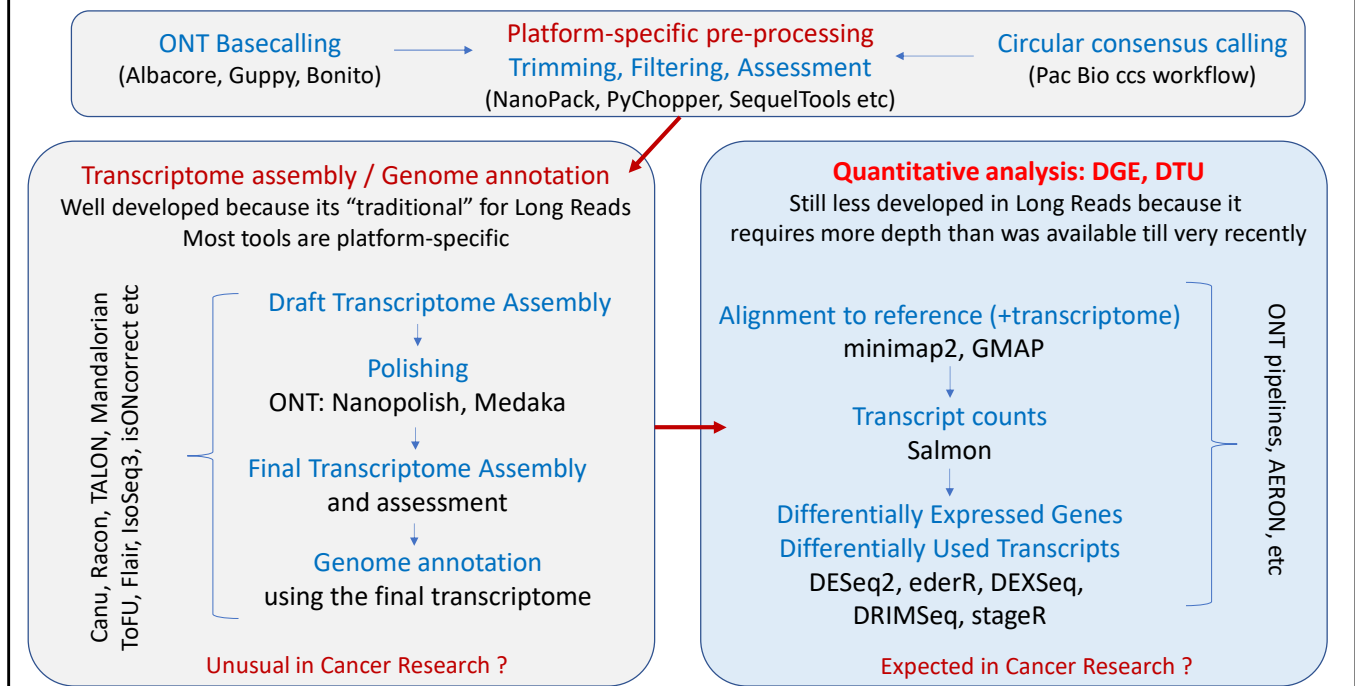 ONT Basecalling
(Albacore, Guppy, Bonito)
Platform-specific pre-processing
Trimming, Filtering, Assessment
(NanoPack, PyChopper, SequelTools etc)
Circular consensus calling
(Pac Bio ccs workflow)
Transcriptome assembly / Genome annotation
Well developed because its “traditional” for Long Reads
Most tools are platform-specific
Canu, Racon, TALON, Mandalorian
ToFU, Flair, IsoSeq3, isONcorrect etc
Draft Transcriptome Assembly
Polishing
ONT: Nanopolish, Medaka
Final Transcriptome Assembly
and assessment
Genome annotation
using the final transcriptome
Unusual in Cancer Research ?
Quantitative analysis: DGE, DTU
Still less developed in Long Reads because it
requires more depth than was available till very recently
Alignment to reference (+transcriptome)
minimap2, GMAP
Transcript counts
Salmon
Differentially Expressed Genes
Differentially Used Transcripts
DESeq2, ederR, DEXSeq,
DRIMSeq, stageR
ONT pipelines, AERON, etc
Expected in Cancer Research ?